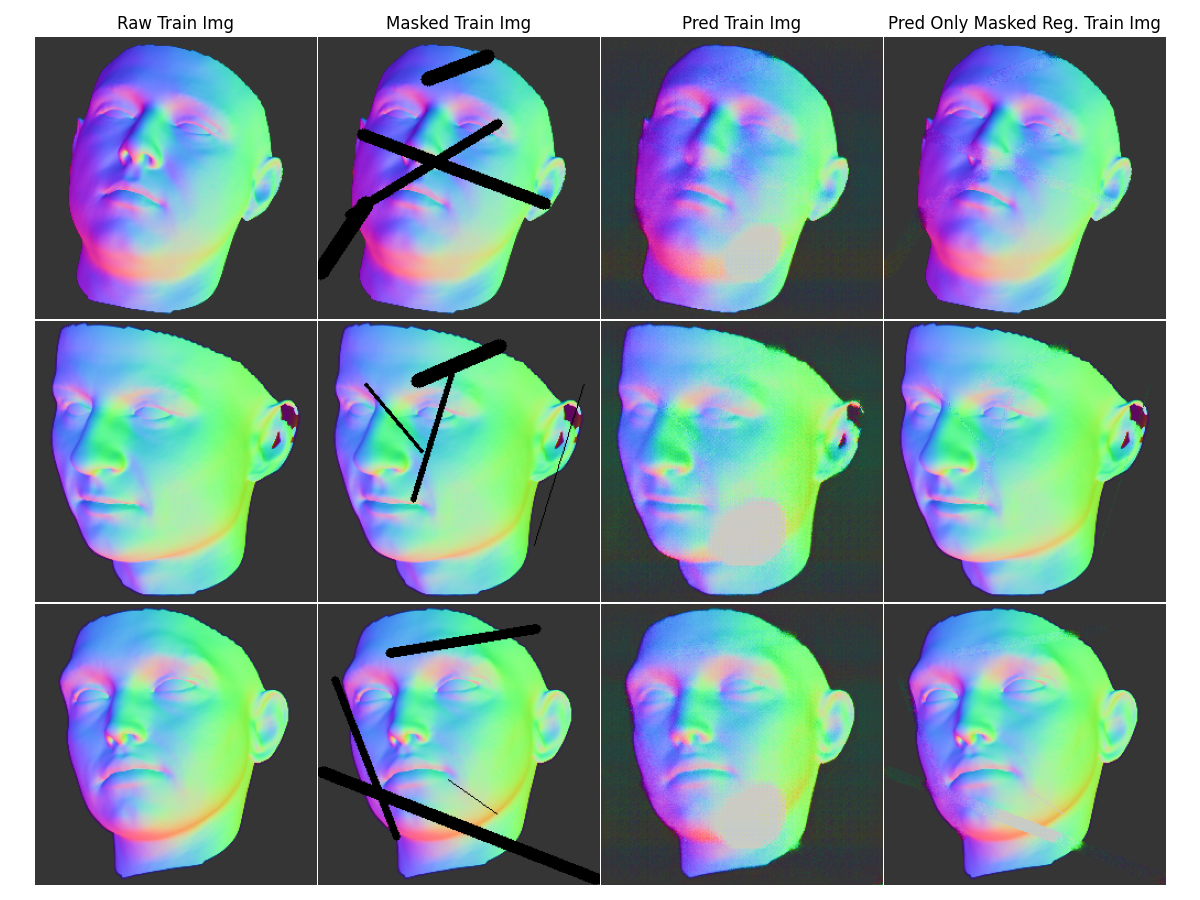 Raw Train Img
Masked Train Img
Pred Train Img
Pred Only Masked Reg. Train Img